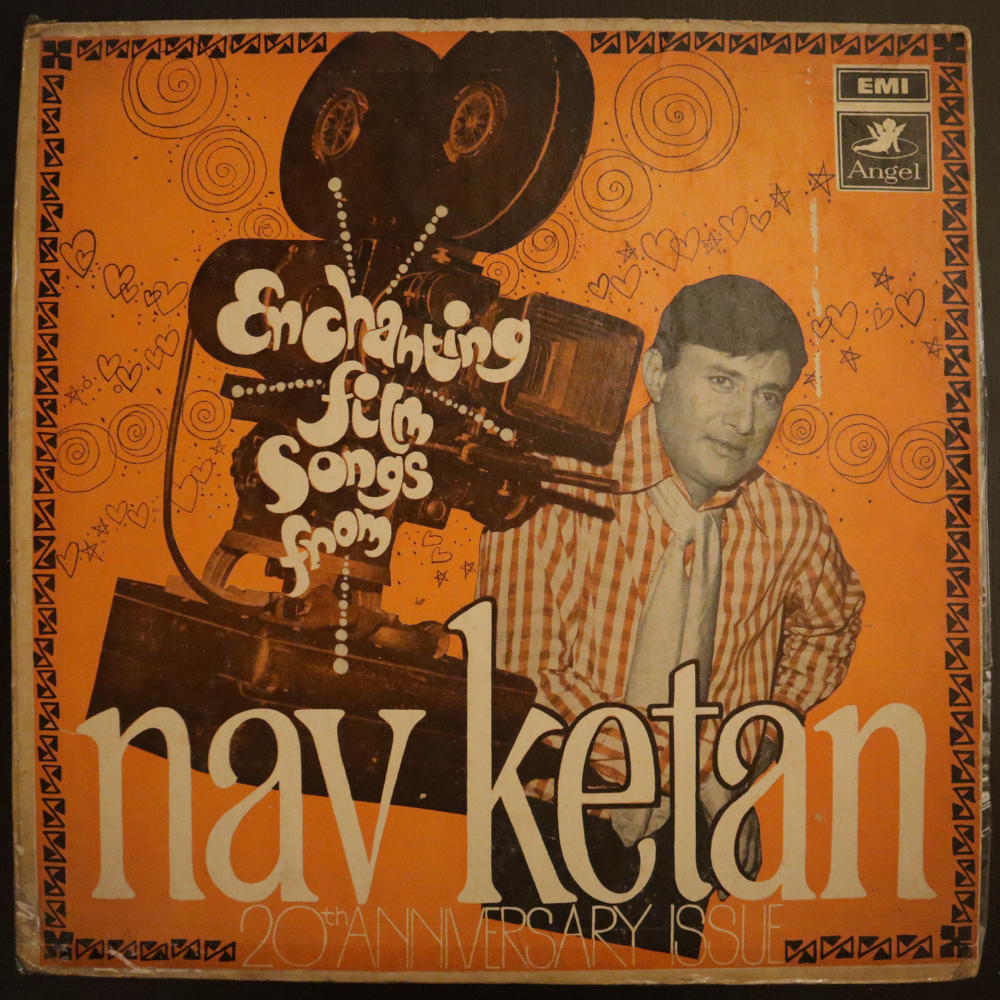 EMI
Angel
Enchanting
film
Songs
from
nav ketan
20th ANNIVERSARY ISSUE